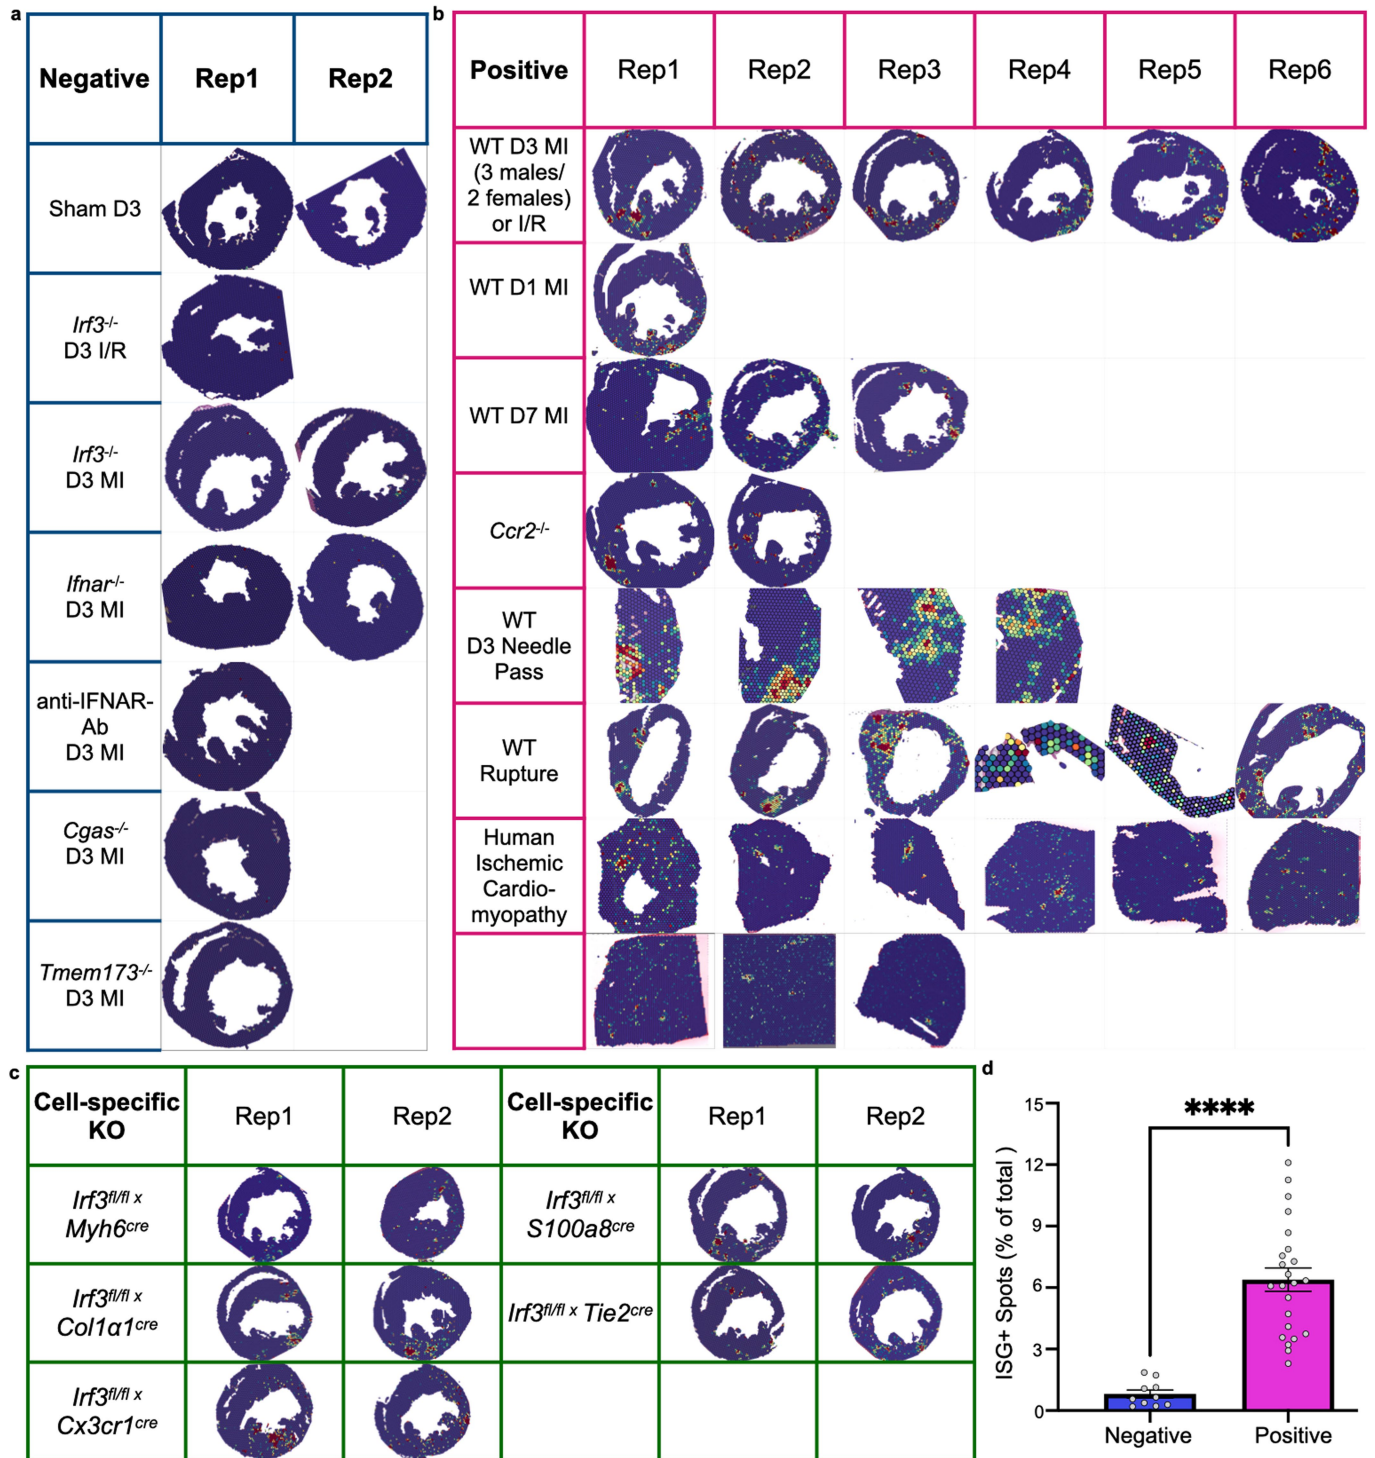 a
Negative Rep1 Rep2
Sham D3
Irf3-/-
D3 I/R
Irf3-/-
D3 MI
Ifnar-/-
D3 MI
anti-IFNAR-
Ab
D3 MI
Cgas-/-
D3 MI
Tmem173-/-
D3 MI
b
Positive Rep1 Rep2 Rep3 Rep4 Rep5 Rep6
WT D3 MI
(3 males/
2 females)
or I/R
WT D1 MI
WT D7 MI
Ccr2-/-
WT
D3 Needle
Pass
WT
Rupture
Human
Ischemic
Cardio-
myopathy
c
Cell-specific
KO
Rep1 Rep2
Cell-specific
KO
Rep1 Rep2
Irf3fl/fl x
Myh6cre
Irf3fl/fl x
S100a8cre
Irf3fl/fl x
Col1α1cre
Irf3fl/fl x Tie2cre
Irf3fl/fl x
Cx3cr1cre
d
ISG+ Spots (% of total )
15
12
9
6
3
0
****
Negative Positive